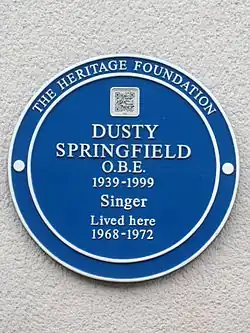 THE HERITAGE FOUNDATION
DUSTY
SPRINGFIELD
O.B.E.
1939-1999
Singer
Lived here
1968-1972